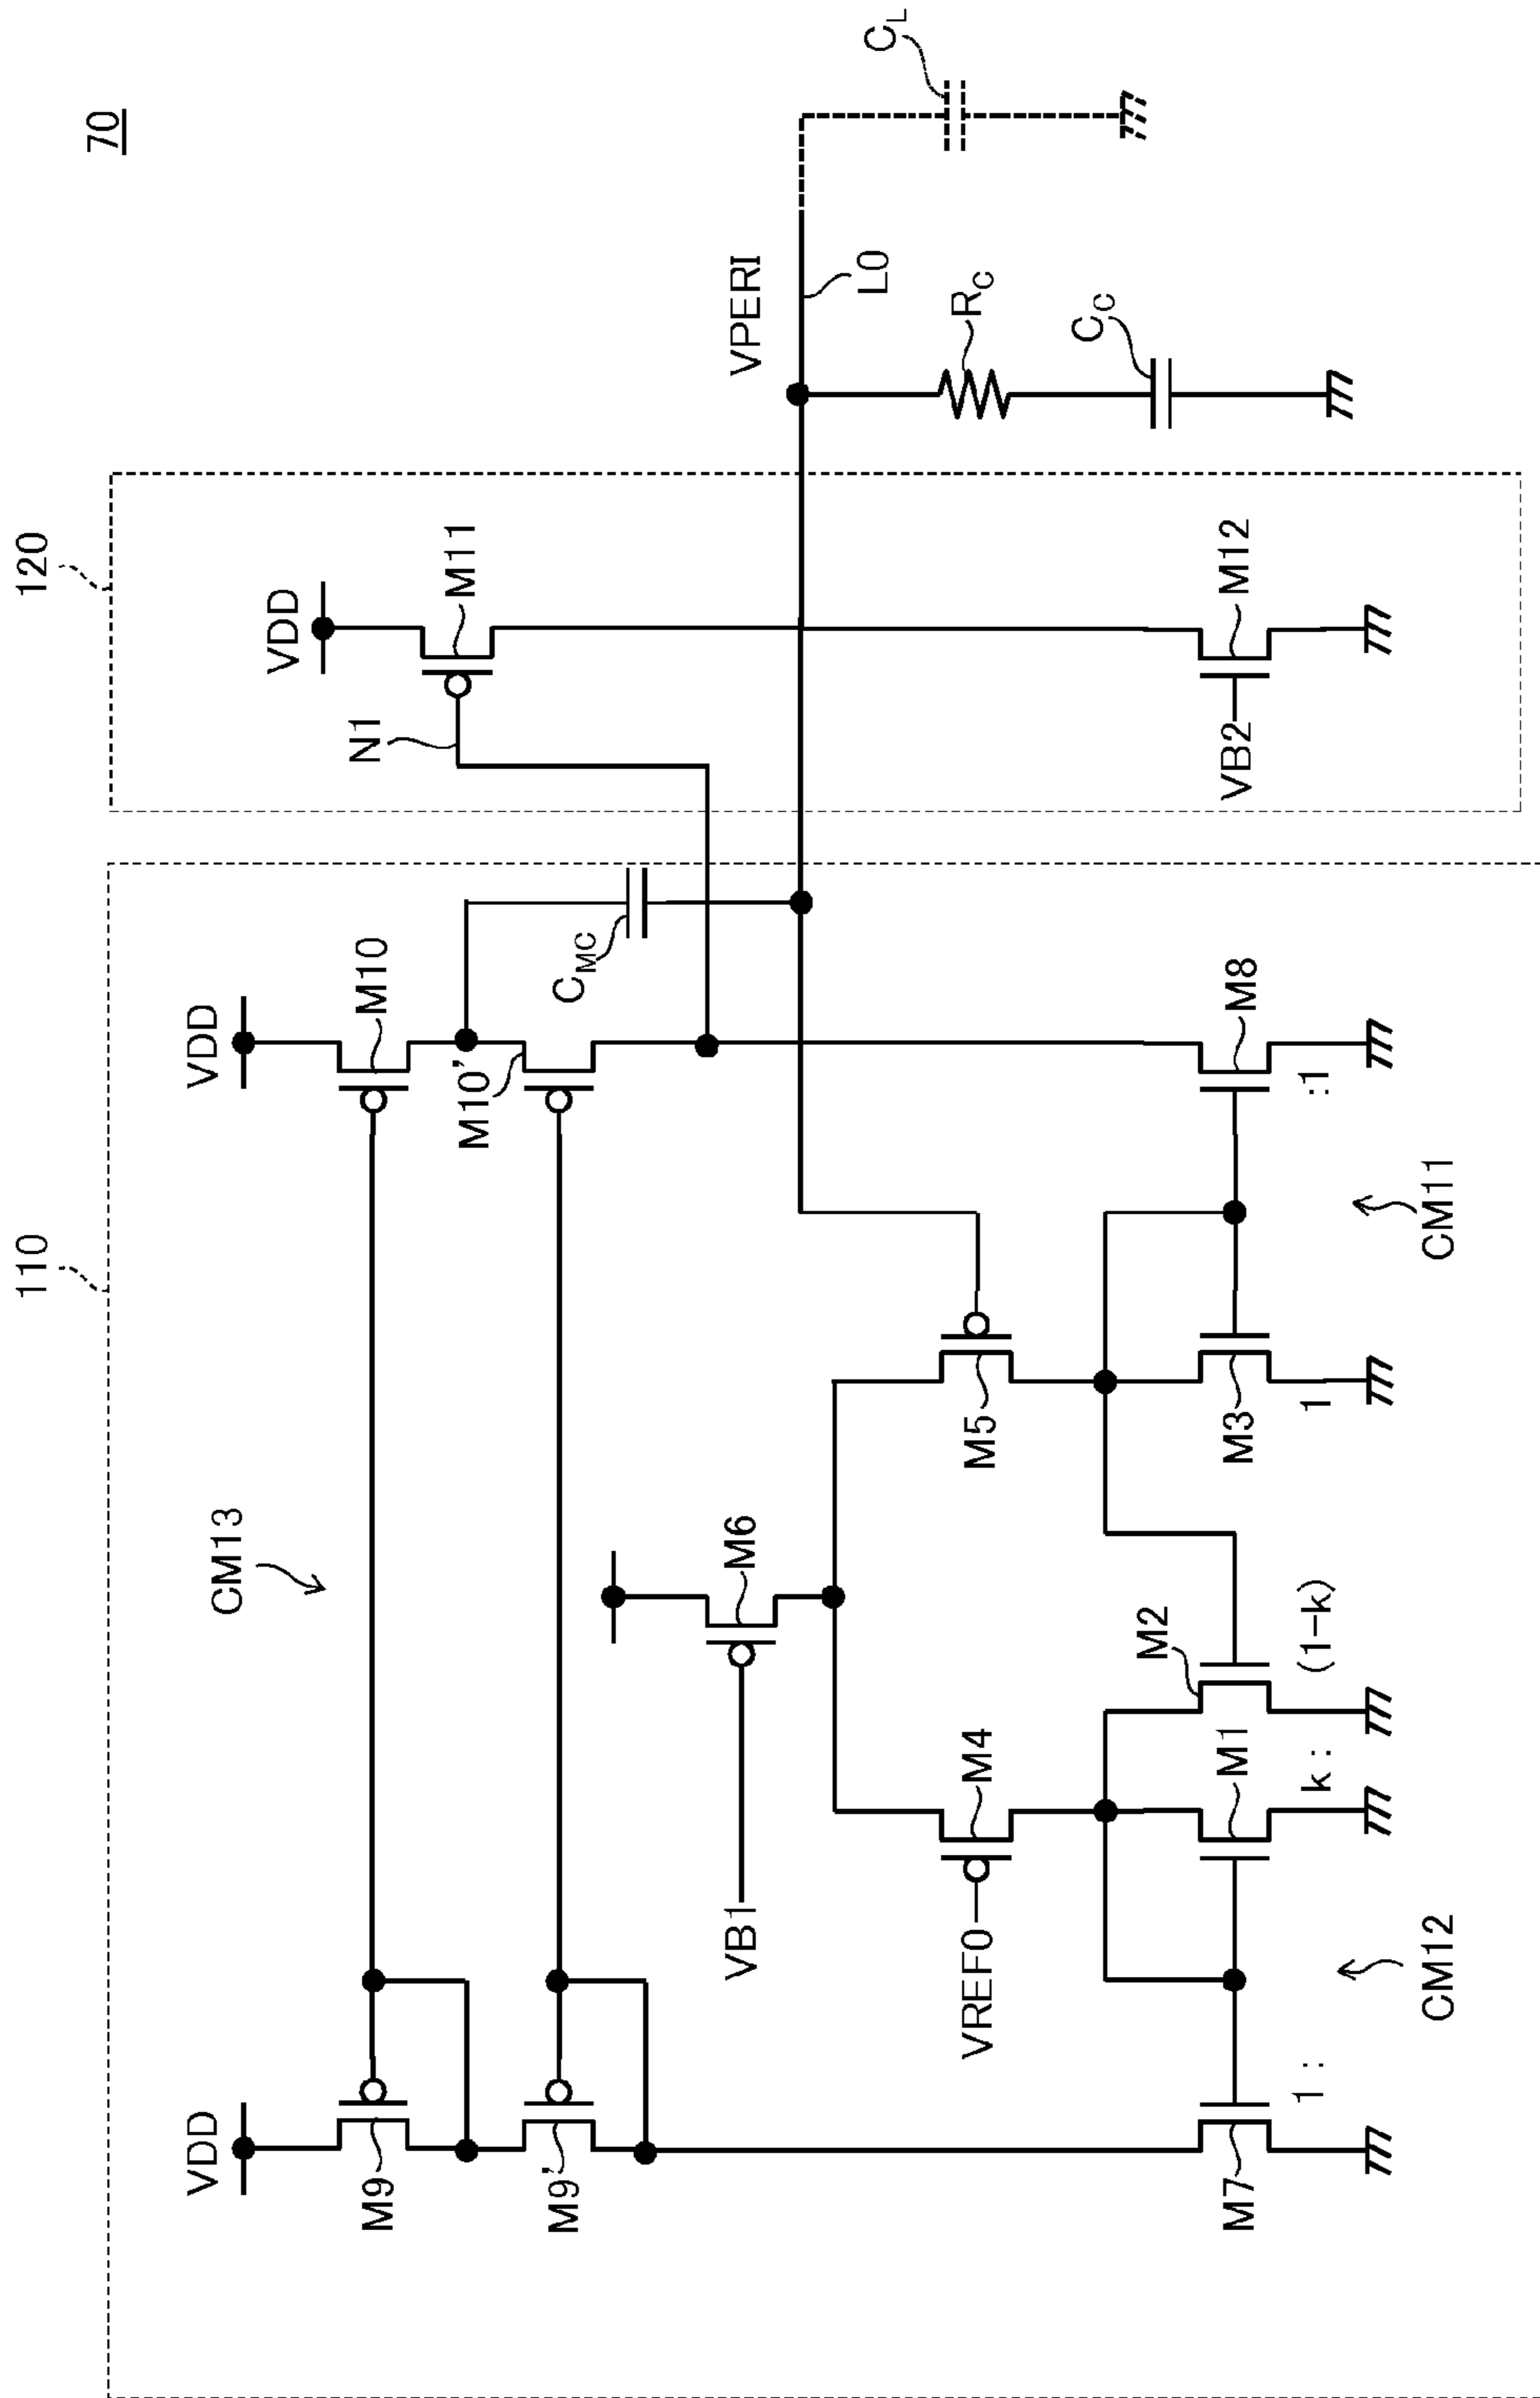 70
120
110
VDD
M11
N1
VPERI
L0
C_L
R_C
C_C
VB2
M12
VDD
M10
M10'
C_MC
CM13
VDD
M9
M9'
M6
VB1
M4
VREF0
M5
M2
M1
M3
M8
M7
1 :
k :
(1-k)
1
:1
CM12
CM11